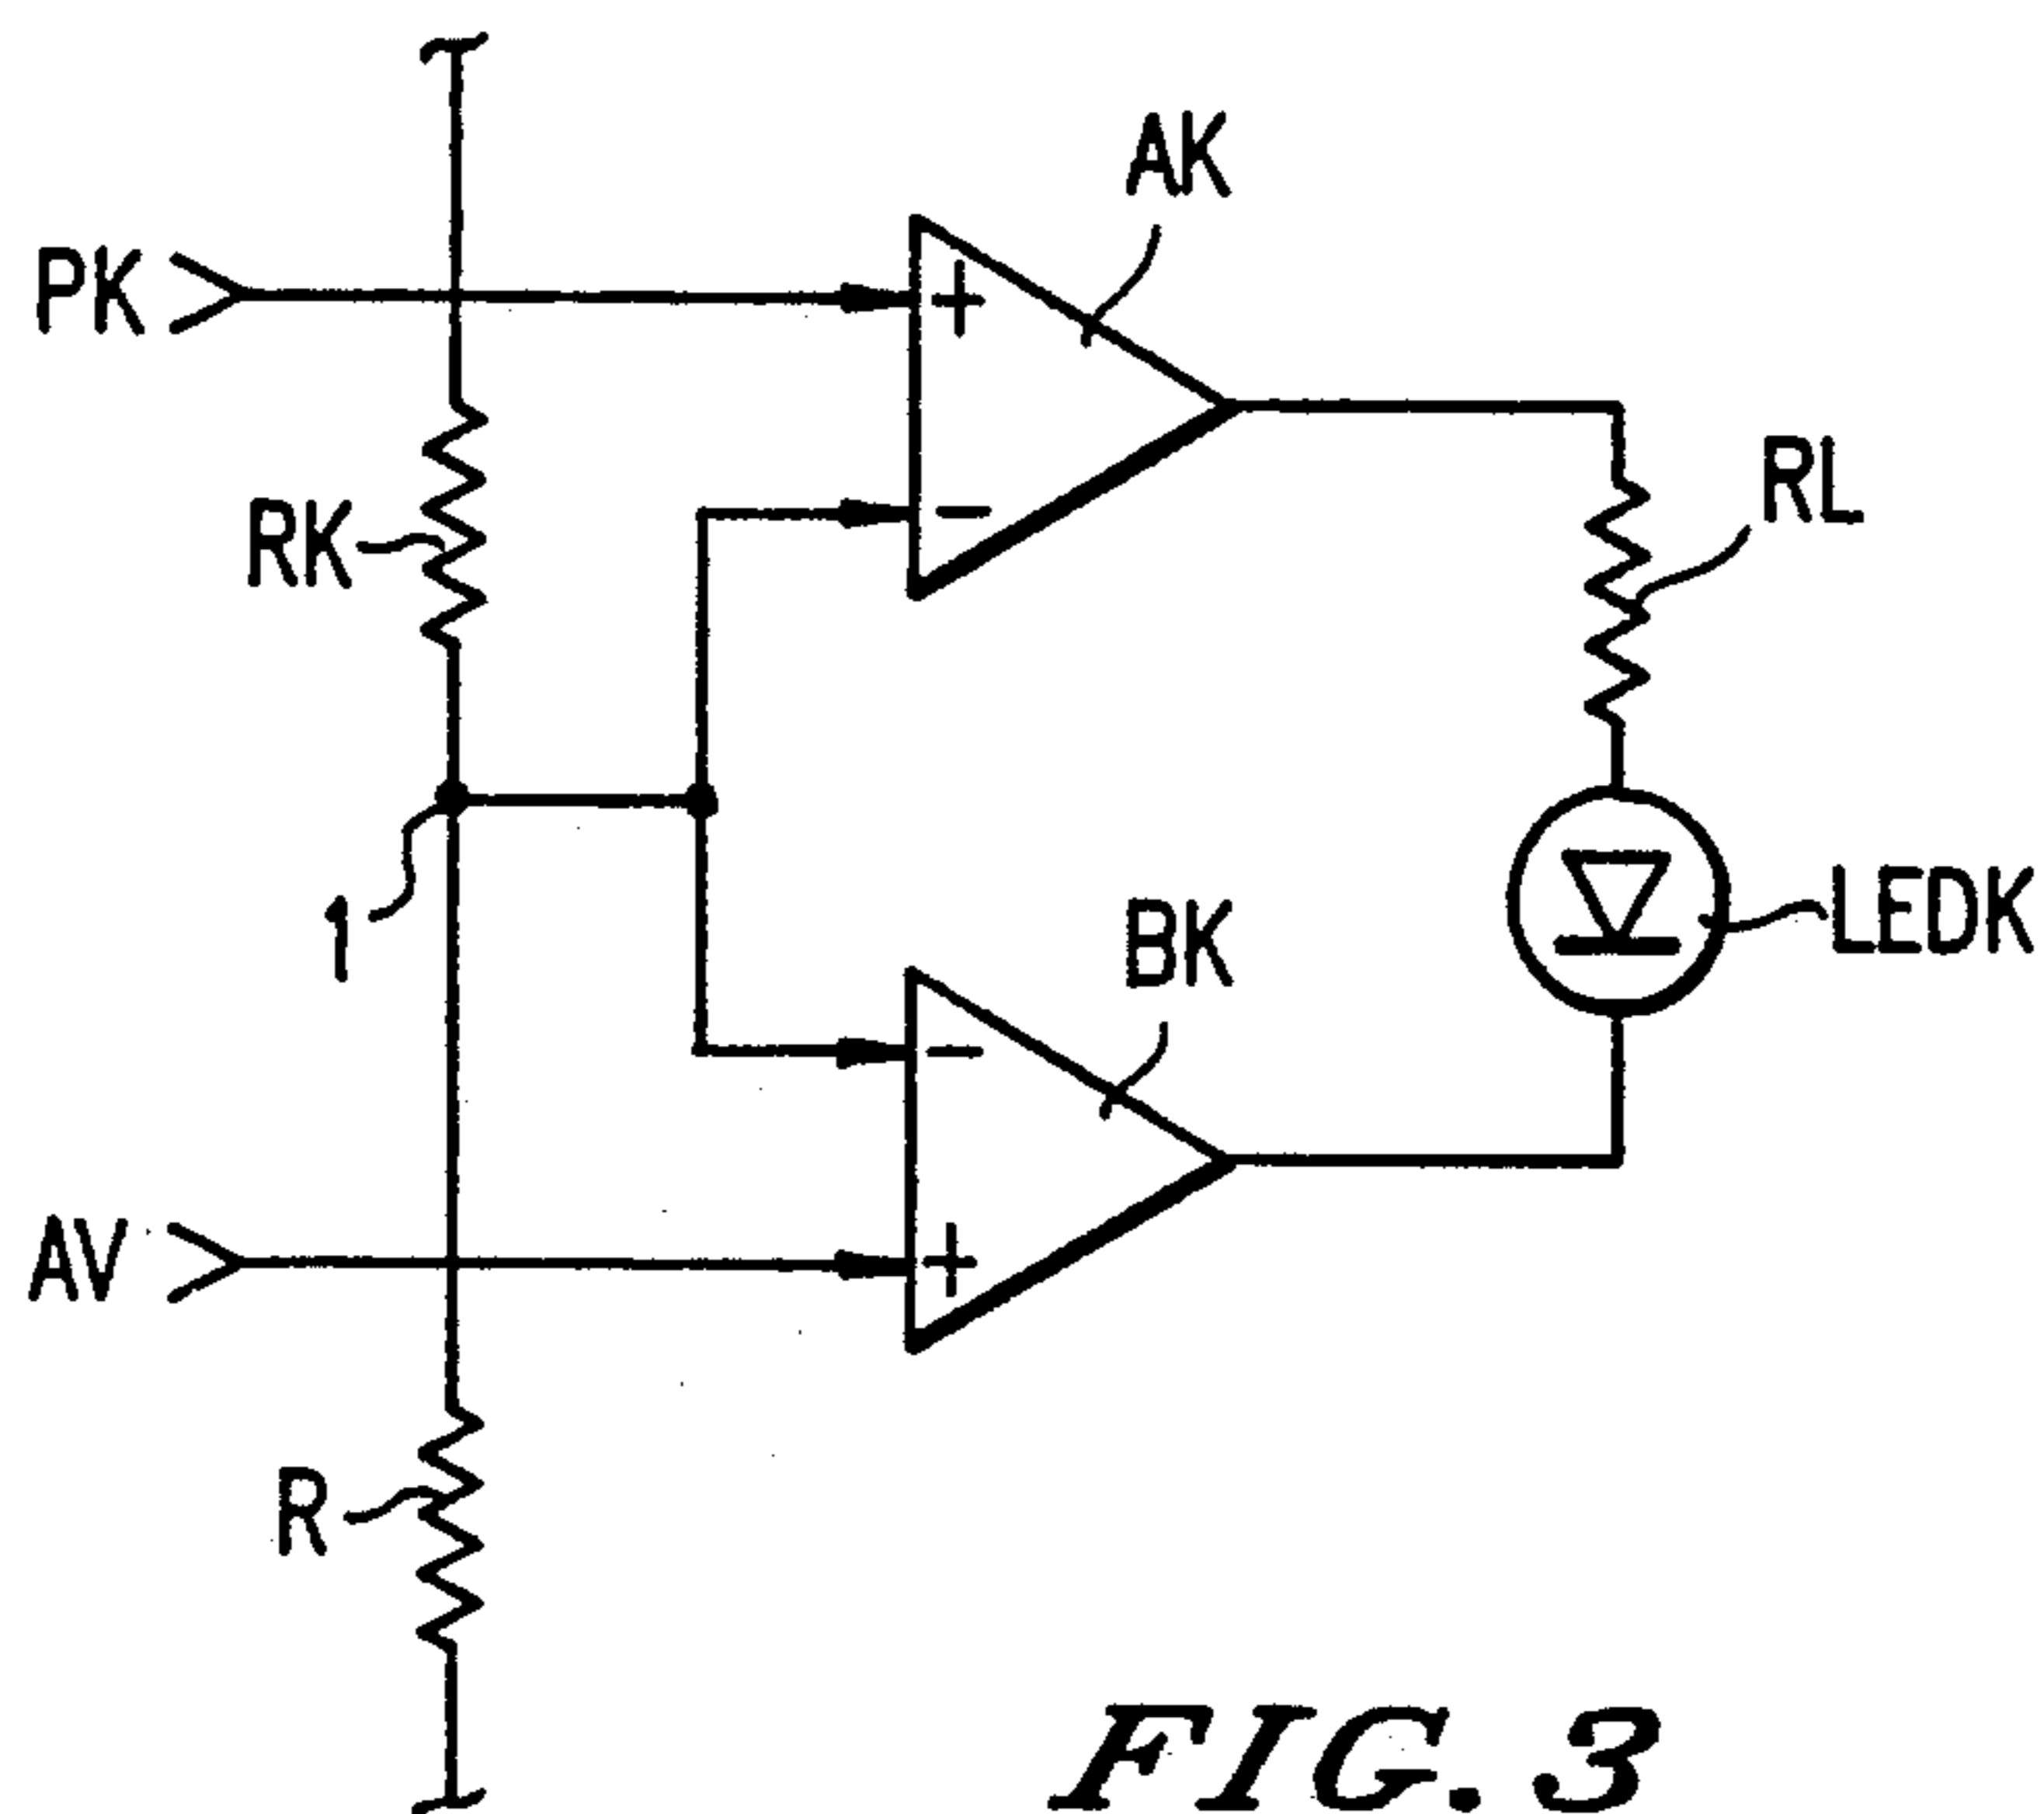 AK
PK
+
RL
RK
−
LEDK
1
BK
−
AV
+
R
FIG. 3